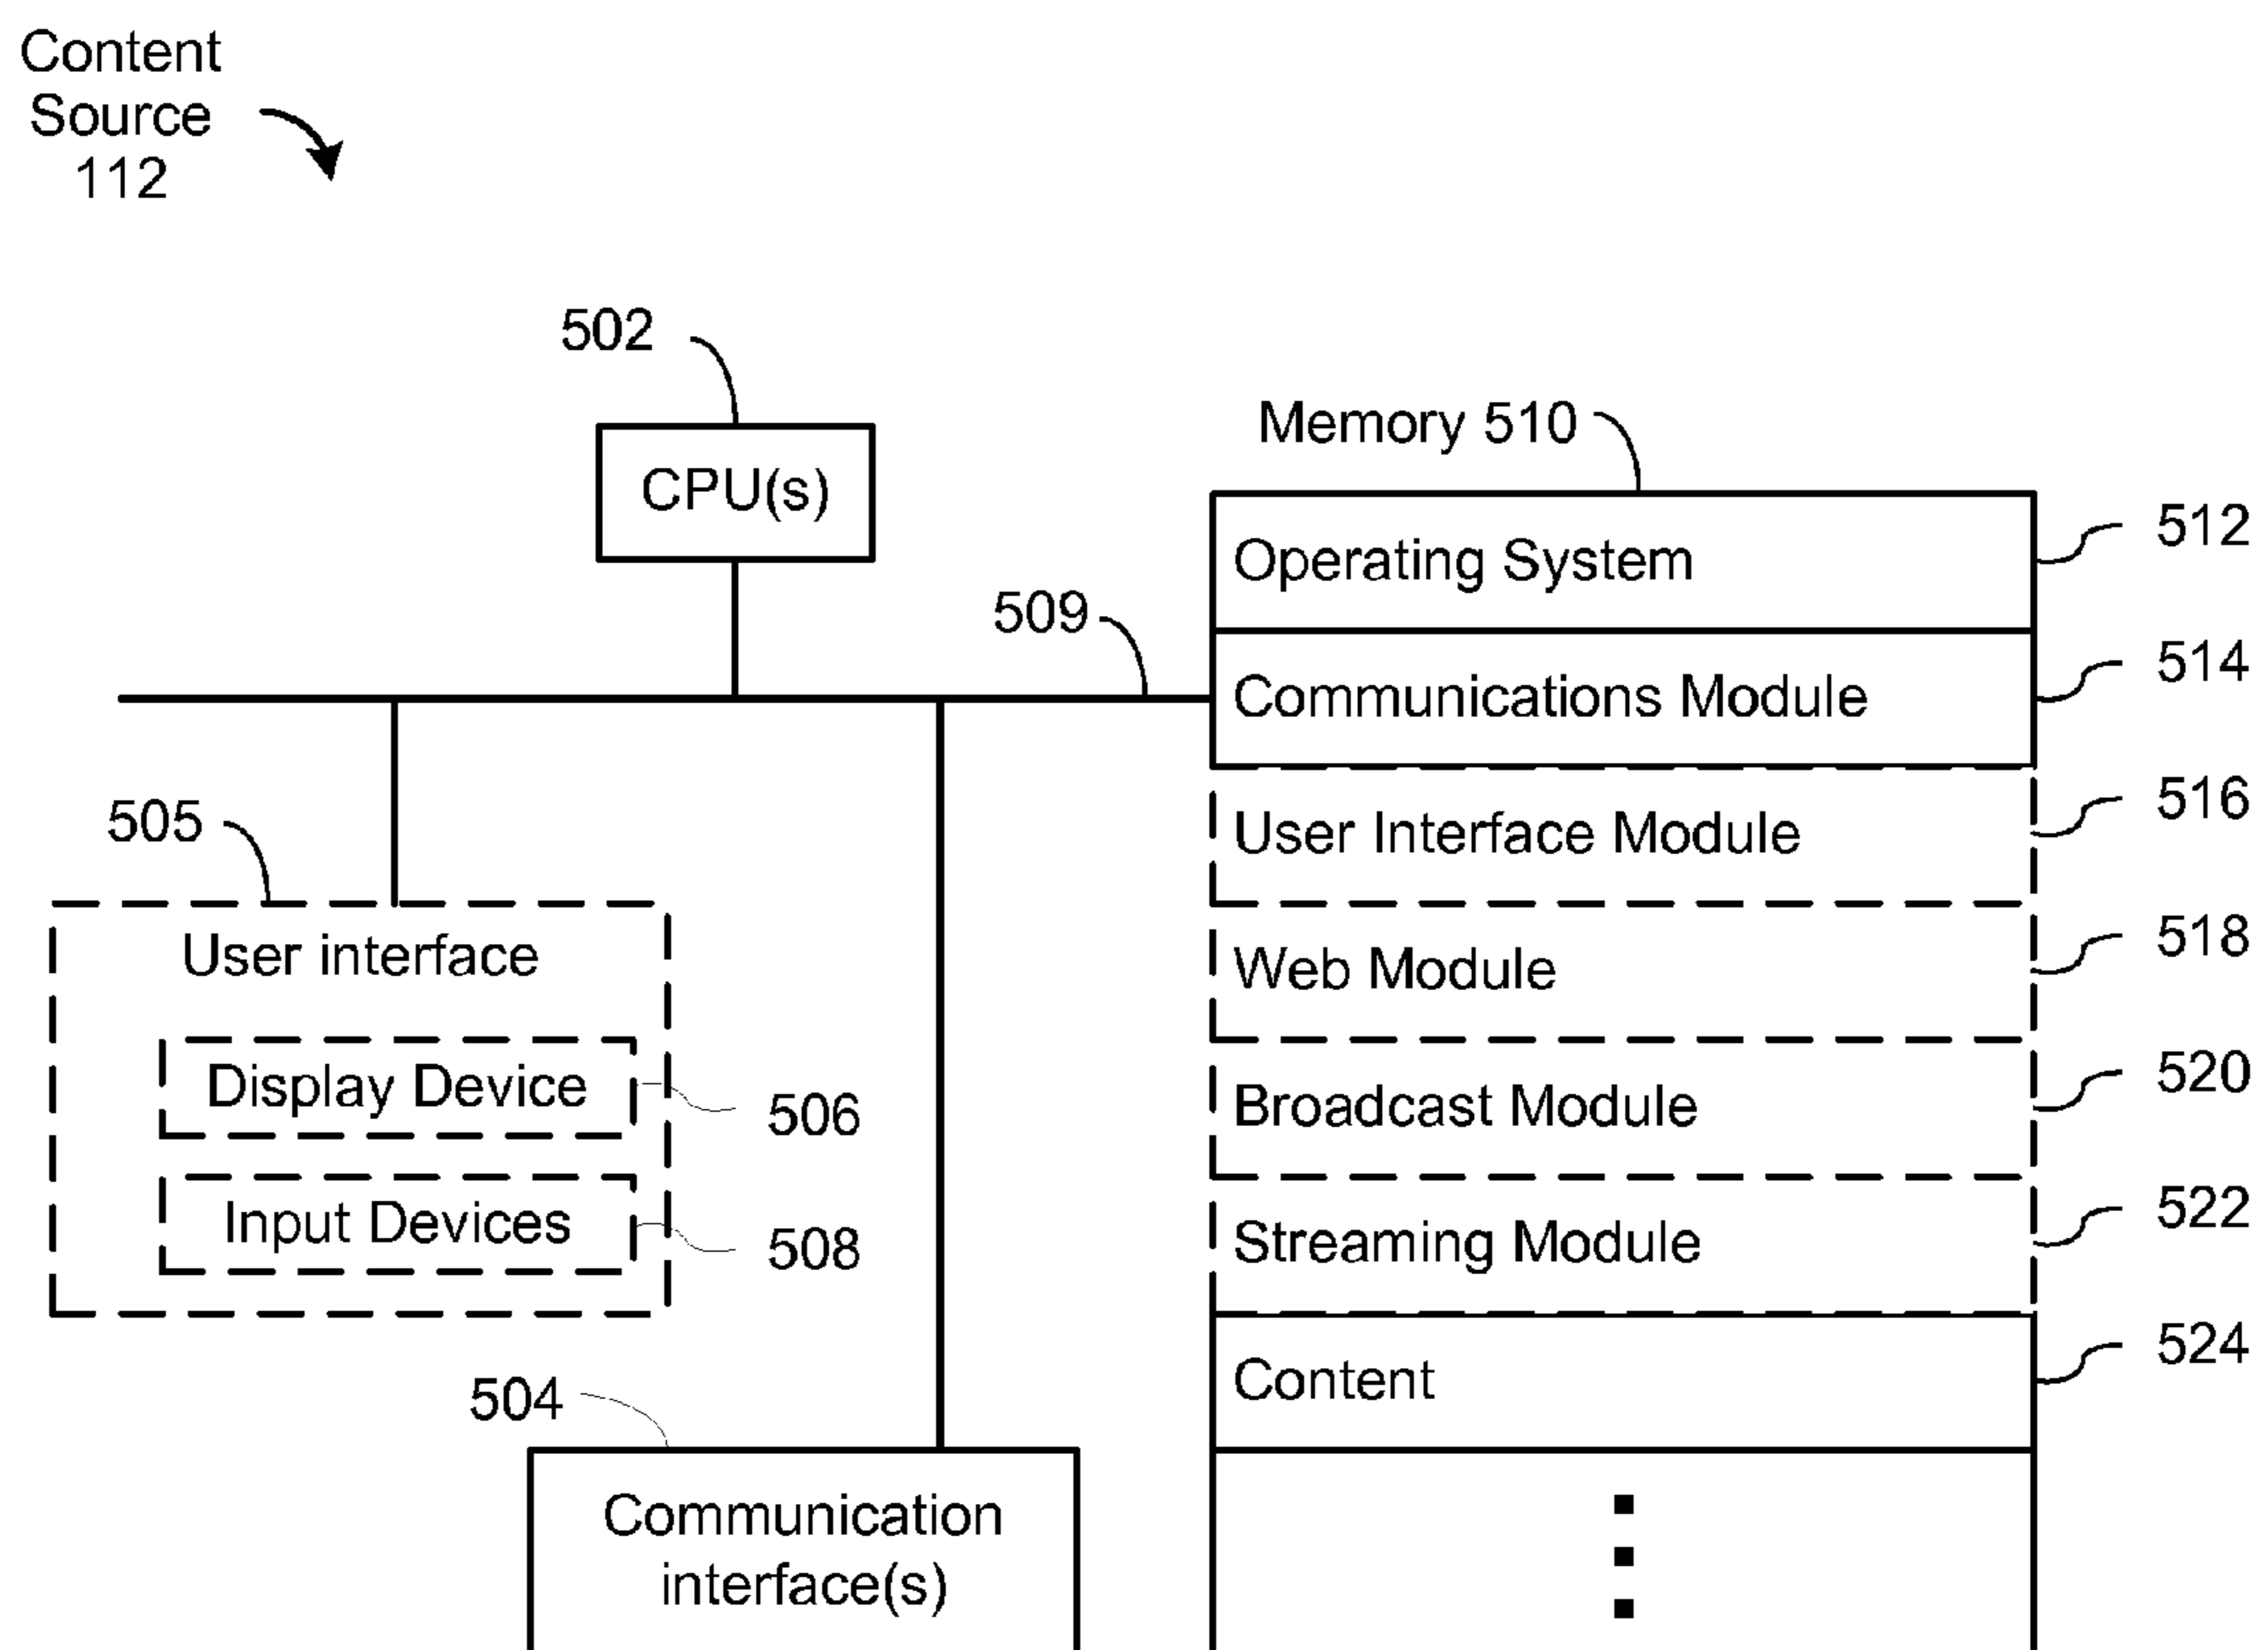 Content
Source
112
502
CPU(s)
Memory 510
Operating System
512
509
Communications Module
514
User Interface Module
516
505
User interface
Web Module
518
Display Device
506
Broadcast Module
520
Input Devices
508
Streaming Module
522
504
Content
524
Communication
interface(s)